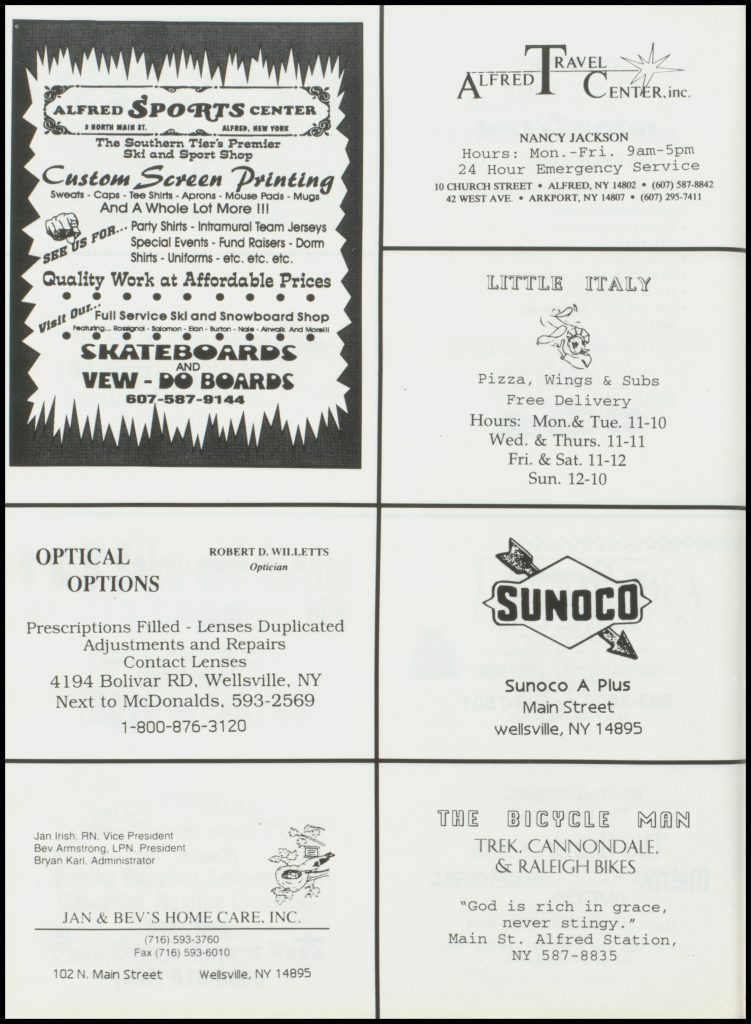 ALFRED SPORTS CENTER
3 NORTH MAIN ST. ALFRED, NEW YORK
The Southern Tier's Premier
Ski and Sport Shop
Custom Screen Printing
Sweats - Caps - Tee Shirts - Aprons - Mouse Pads - Mugs
And A Whole Lot More !!!
SEE US FOR... Party Shirts - Intramural Team Jerseys
Special Events - Fund Raisers - Dorm
Shirts - Uniforms - etc. etc. etc.
Quality Work at Affordable Prices
Visit Our... Full Service Ski and Snowboard Shop
Featuring... Rossignol - Salomon - Elan - Burton - Nale - Airwalk And More!!!
SKATEBOARDS
AND
VEW - DO BOARDS
607-587-9144
ALFRED TRAVEL CENTER, inc.
NANCY JACKSON
Hours: Mon.-Fri. 9am-5pm
24 Hour Emergency Service
10 CHURCH STREET • ALFRED, NY 14802 • (607) 587-8842
42 WEST AVE. • ARKPORT, NY 14807 • (607) 295-7411
LITTLE ITALY
Pizza, Wings & Subs
Free Delivery
Hours: Mon.& Tue. 11-10
Wed. & Thurs. 11-11
Fri. & Sat. 11-12
Sun. 12-10
OPTICAL
OPTIONS
ROBERT D. WILLETTS
Optician
Prescriptions Filled - Lenses Duplicated
Adjustments and Repairs
Contact Lenses
4194 Bolivar RD, Wellsville, NY
Next to McDonalds, 593-2569
1-800-876-3120
SUNOCO
Sunoco A Plus
Main Street
wellsville, NY 14895
Jan Irish, RN, Vice President
Bev Armstrong, LPN, President
Bryan Karl, Administrator
JAN & BEV'S HOME CARE, INC.
(716) 593-3760
Fax (716) 593-6010
102 N. Main Street Wellsville, NY 14895
THE BICYCLE MAN
TREK, CANNONDALE,
& RALEIGH BIKES
"God is rich in grace,
never stingy."
Main St. Alfred Station,
NY 587-8835